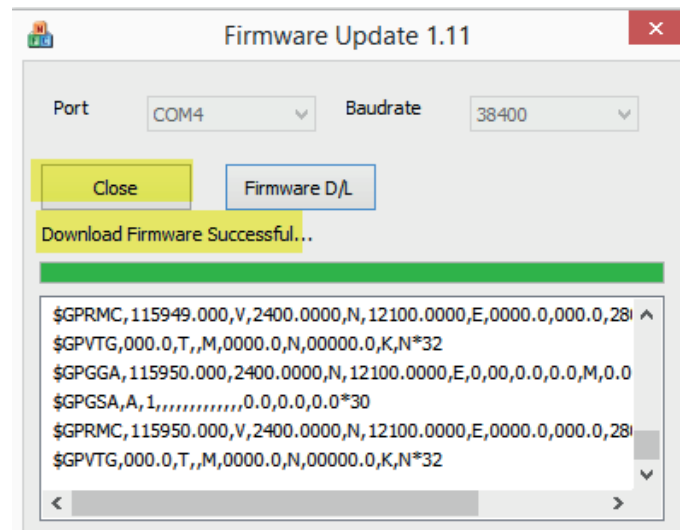 Firmware Update 1.11
Port COM4 Baudrate 38400
Close Firmware D/L
Download Firmware Successful...
$GPRMC,115949.000,V,2400.0000,N,12100.0000,E,0000.0,000.0,28
$GPVTG,000.0,T,,M,0000.0,N,00000.0,K,N*32
$GPGGA,115950.000,2400.0000,N,12100.0000,E,0,00,0.0,0.0,M,0.0
$GPGSA,A,1,,,,,,,,,,,,,0.0,0.0,0.0*30
$GPRMC,115950.000,V,2400.0000,N,12100.0000,E,0000.0,000.0,28
$GPVTG,000.0,T,,M,0000.0,N,00000.0,K,N*32